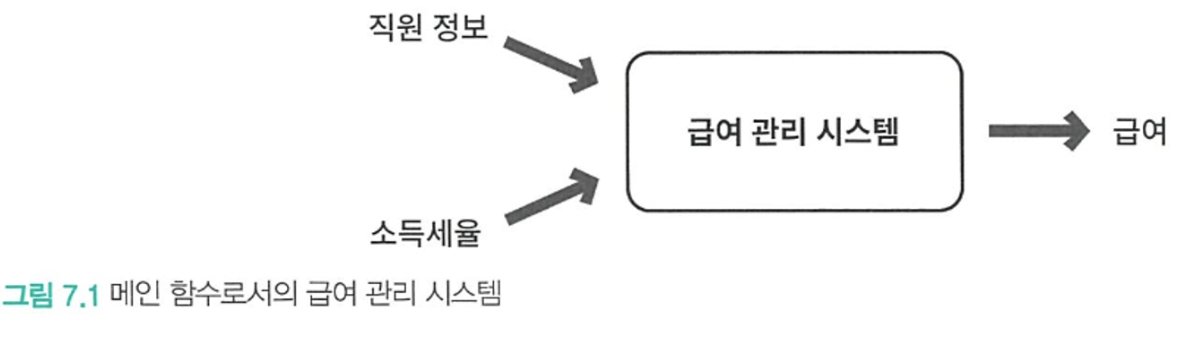 직원 정보
급여 관리 시스템
급여
소득세율
그림 7.1 메인 함수로서의 급여 관리 시스템